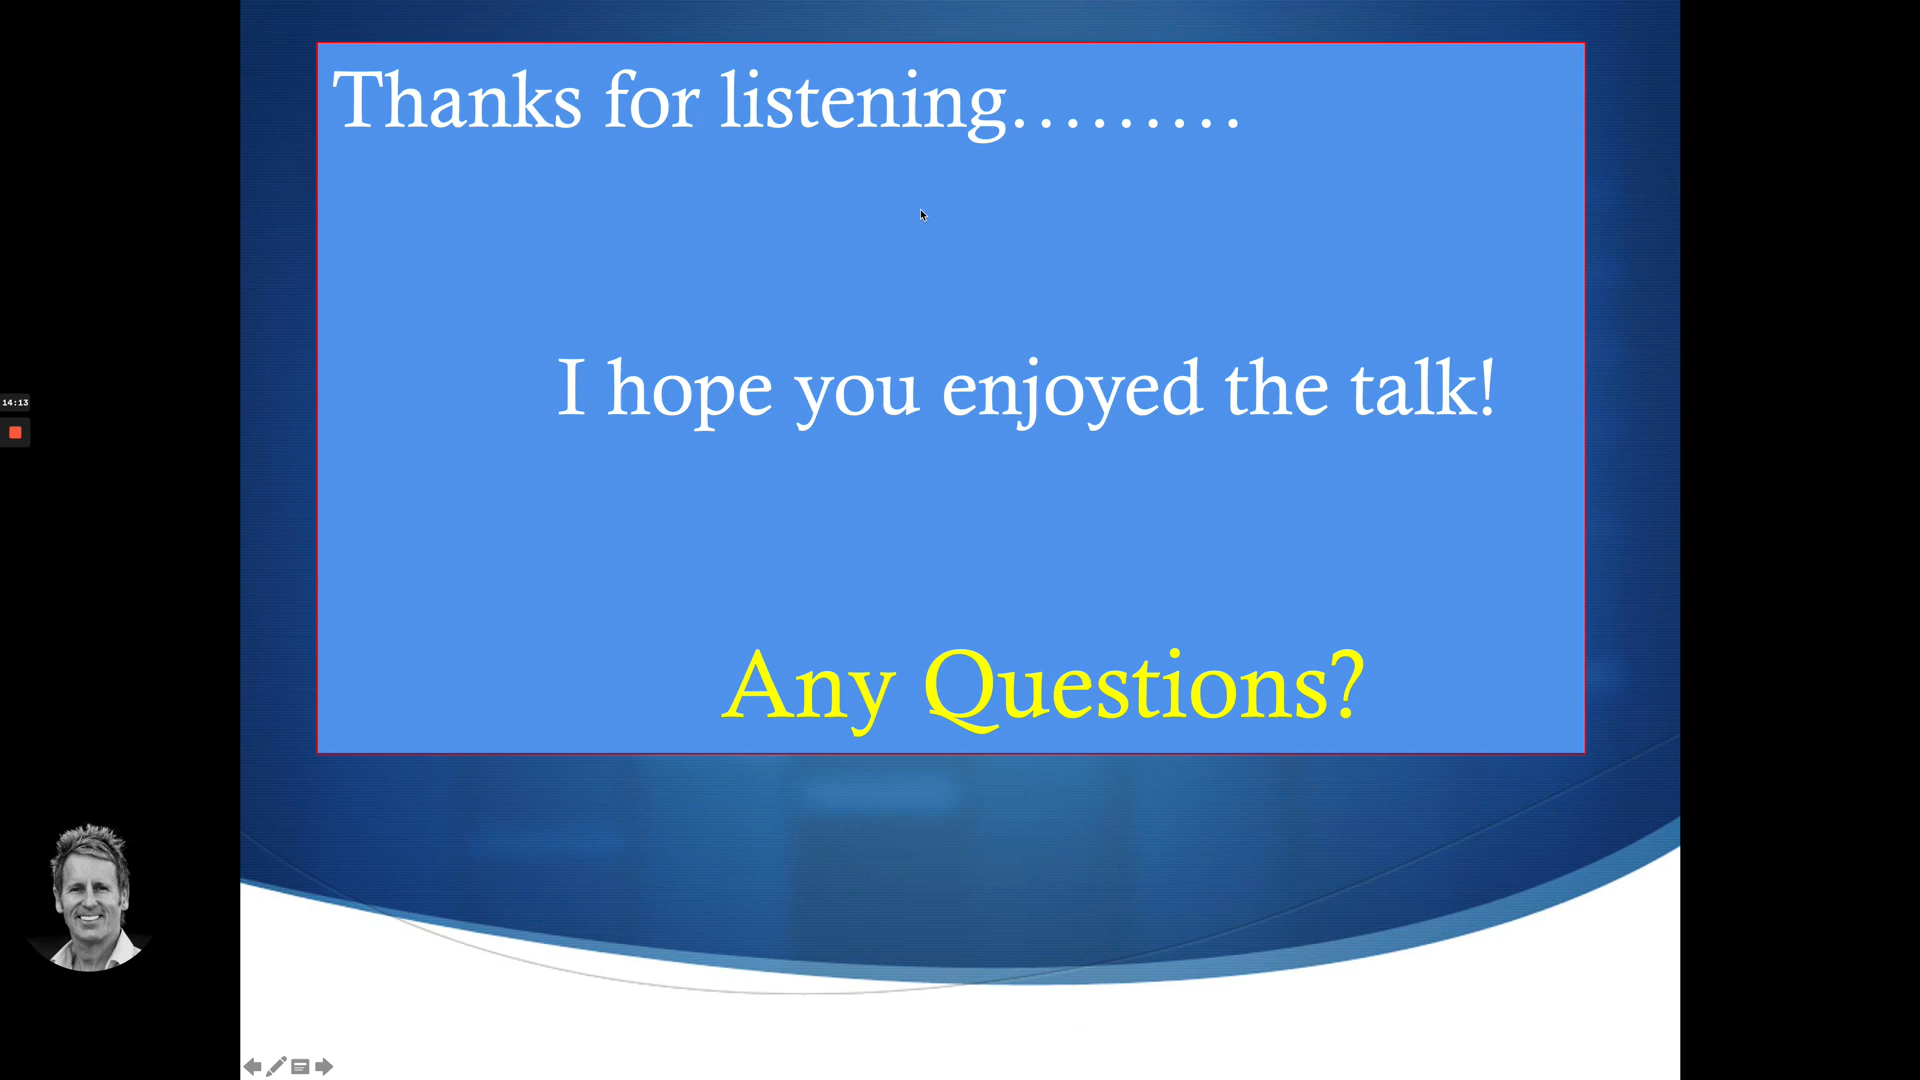 Thanks for listening.........
I hope you enjoyed the talk!
14:13
Any Questions?